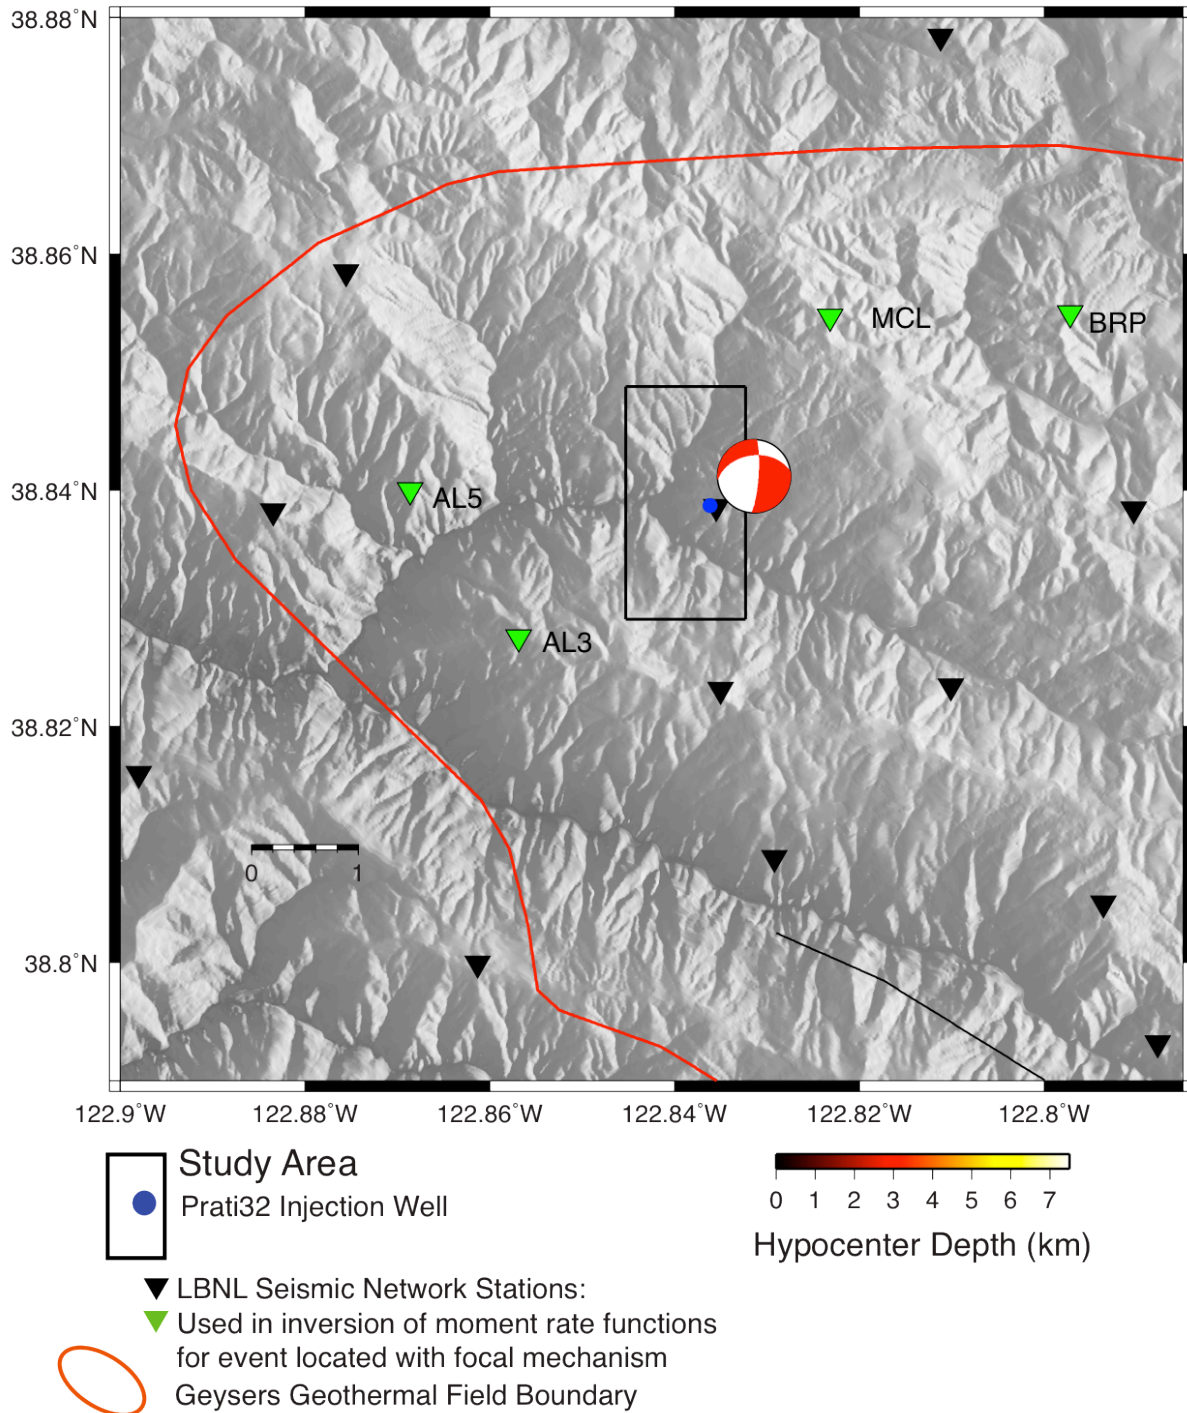 38.88°N
38.86°N
MCL
BRP
38.84°N
AL5
AL3
38.82°N
0 1
38.8°N
122.9°W 122.88°W 122.86°W 122.84°W 122.82°W 122.8°W
Study Area
Prati32 Injection Well
0 1 2 3 4 5 6 7
Hypocenter Depth (km)
LBNL Seismic Network Stations:
Used in inversion of moment rate functions
for event located with focal mechanism
Geysers Geothermal Field Boundary